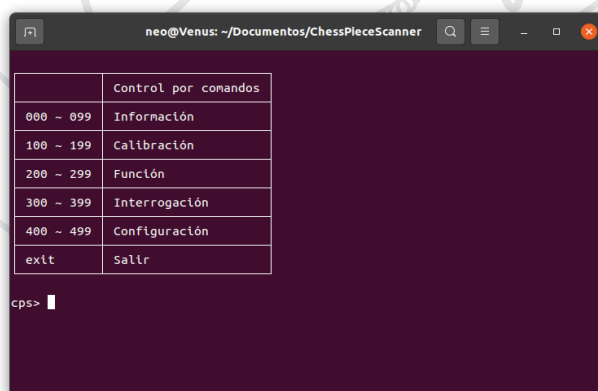 neo@Venus: ~/Documentos/ChessPieceScanner
Control por comandos
000 ~ 099 Información
100 ~ 199 Calibración
200 ~ 299 Función
300 ~ 399 Interrogación
400 ~ 499 Configuración
exit Salir
cps>